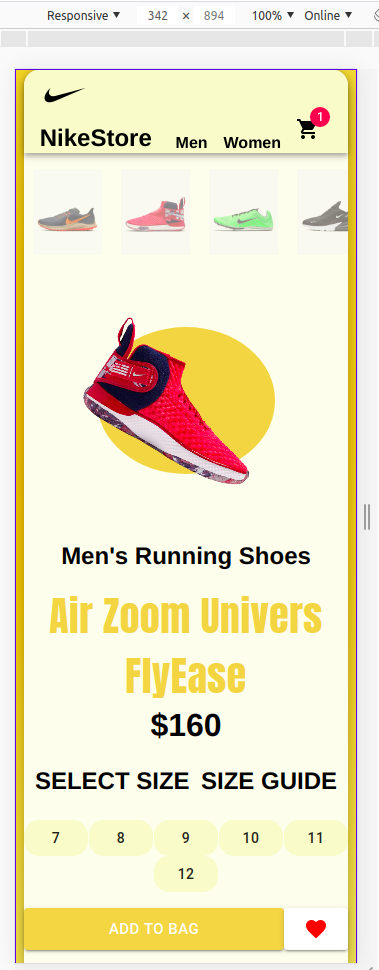 Responsive ▼ 342 × 894 100% ▼ Online ▼
1
NikeStore Men Women
Men's Running Shoes
Air Zoom Univers
FlyEase
$160
SELECT SIZE SIZE GUIDE
7 8 9 10 11
12
ADD TO BAG